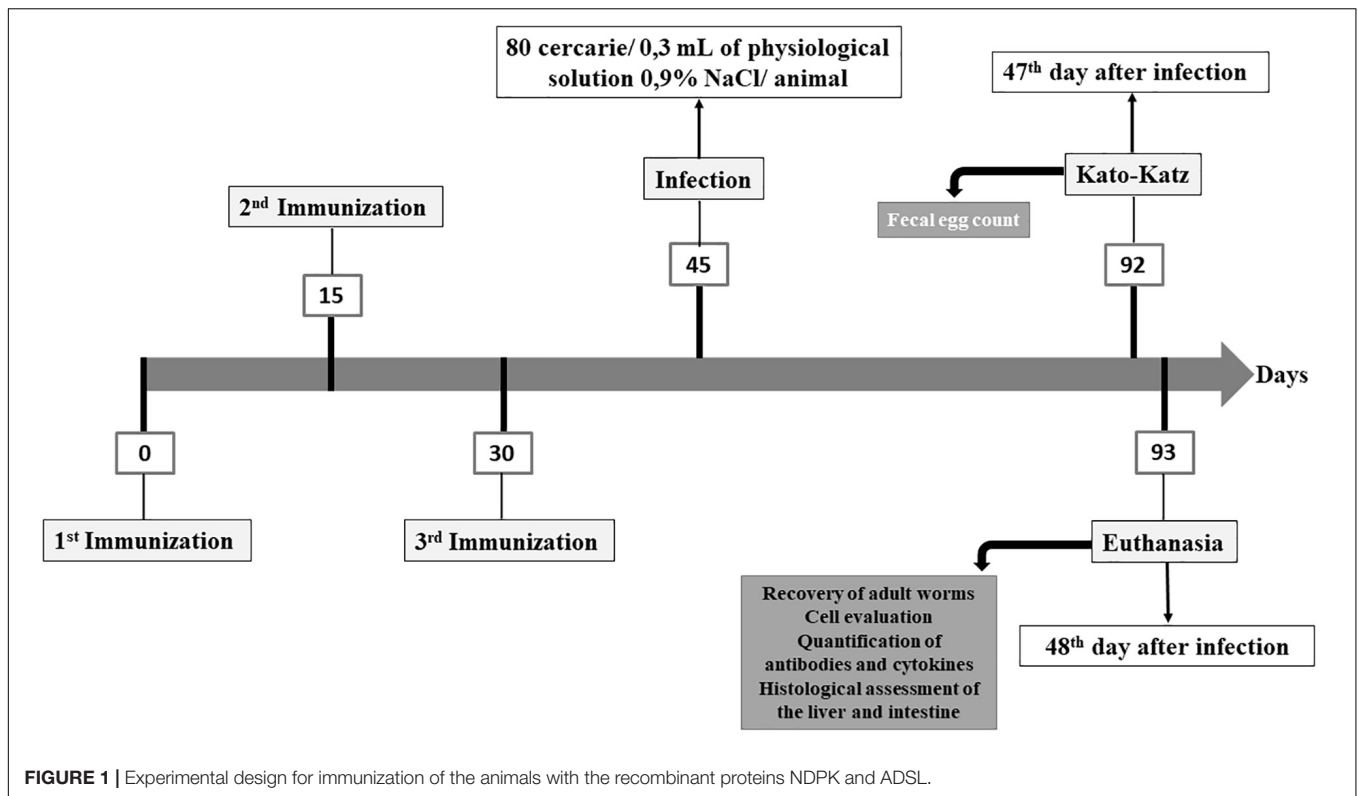 80 cercarie/ 0,3 mL of physiological
solution 0,9% NaCl/ animal
47th day after infection
Infection
Kato-Katz
2nd Immunization
Fecal egg count
45
92
15
Days
0
30
93
1st Immunization
3rd Immunization
Euthanasia
Recovery of adult worms
Cell evaluation
Quantification of
antibodies and cytokines
Histological assessment of
the liver and intestine
48th day after infection
FIGURE 1 | Experimental design for immunization of the animals with the recombinant proteins NDPK and ADSL.